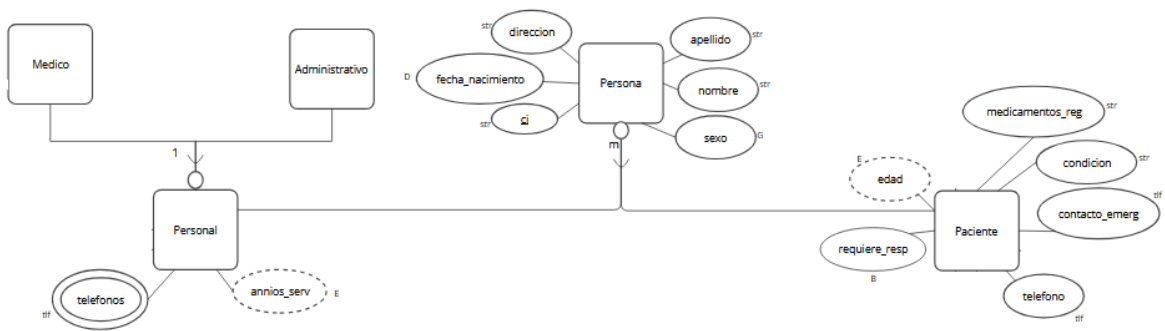 Medico
Administrativo
str
direccion
D
fecha_nacimiento
str
ci
Persona
apellido
str
nombre
str
sexo
G
m
1
Personal
telefonos
tlf
annios_serv
E
medicamentos_reg
str
condicion
str
E
edad
contacto_emerg
tlf
requiere_resp
B
Paciente
telefono
tlf